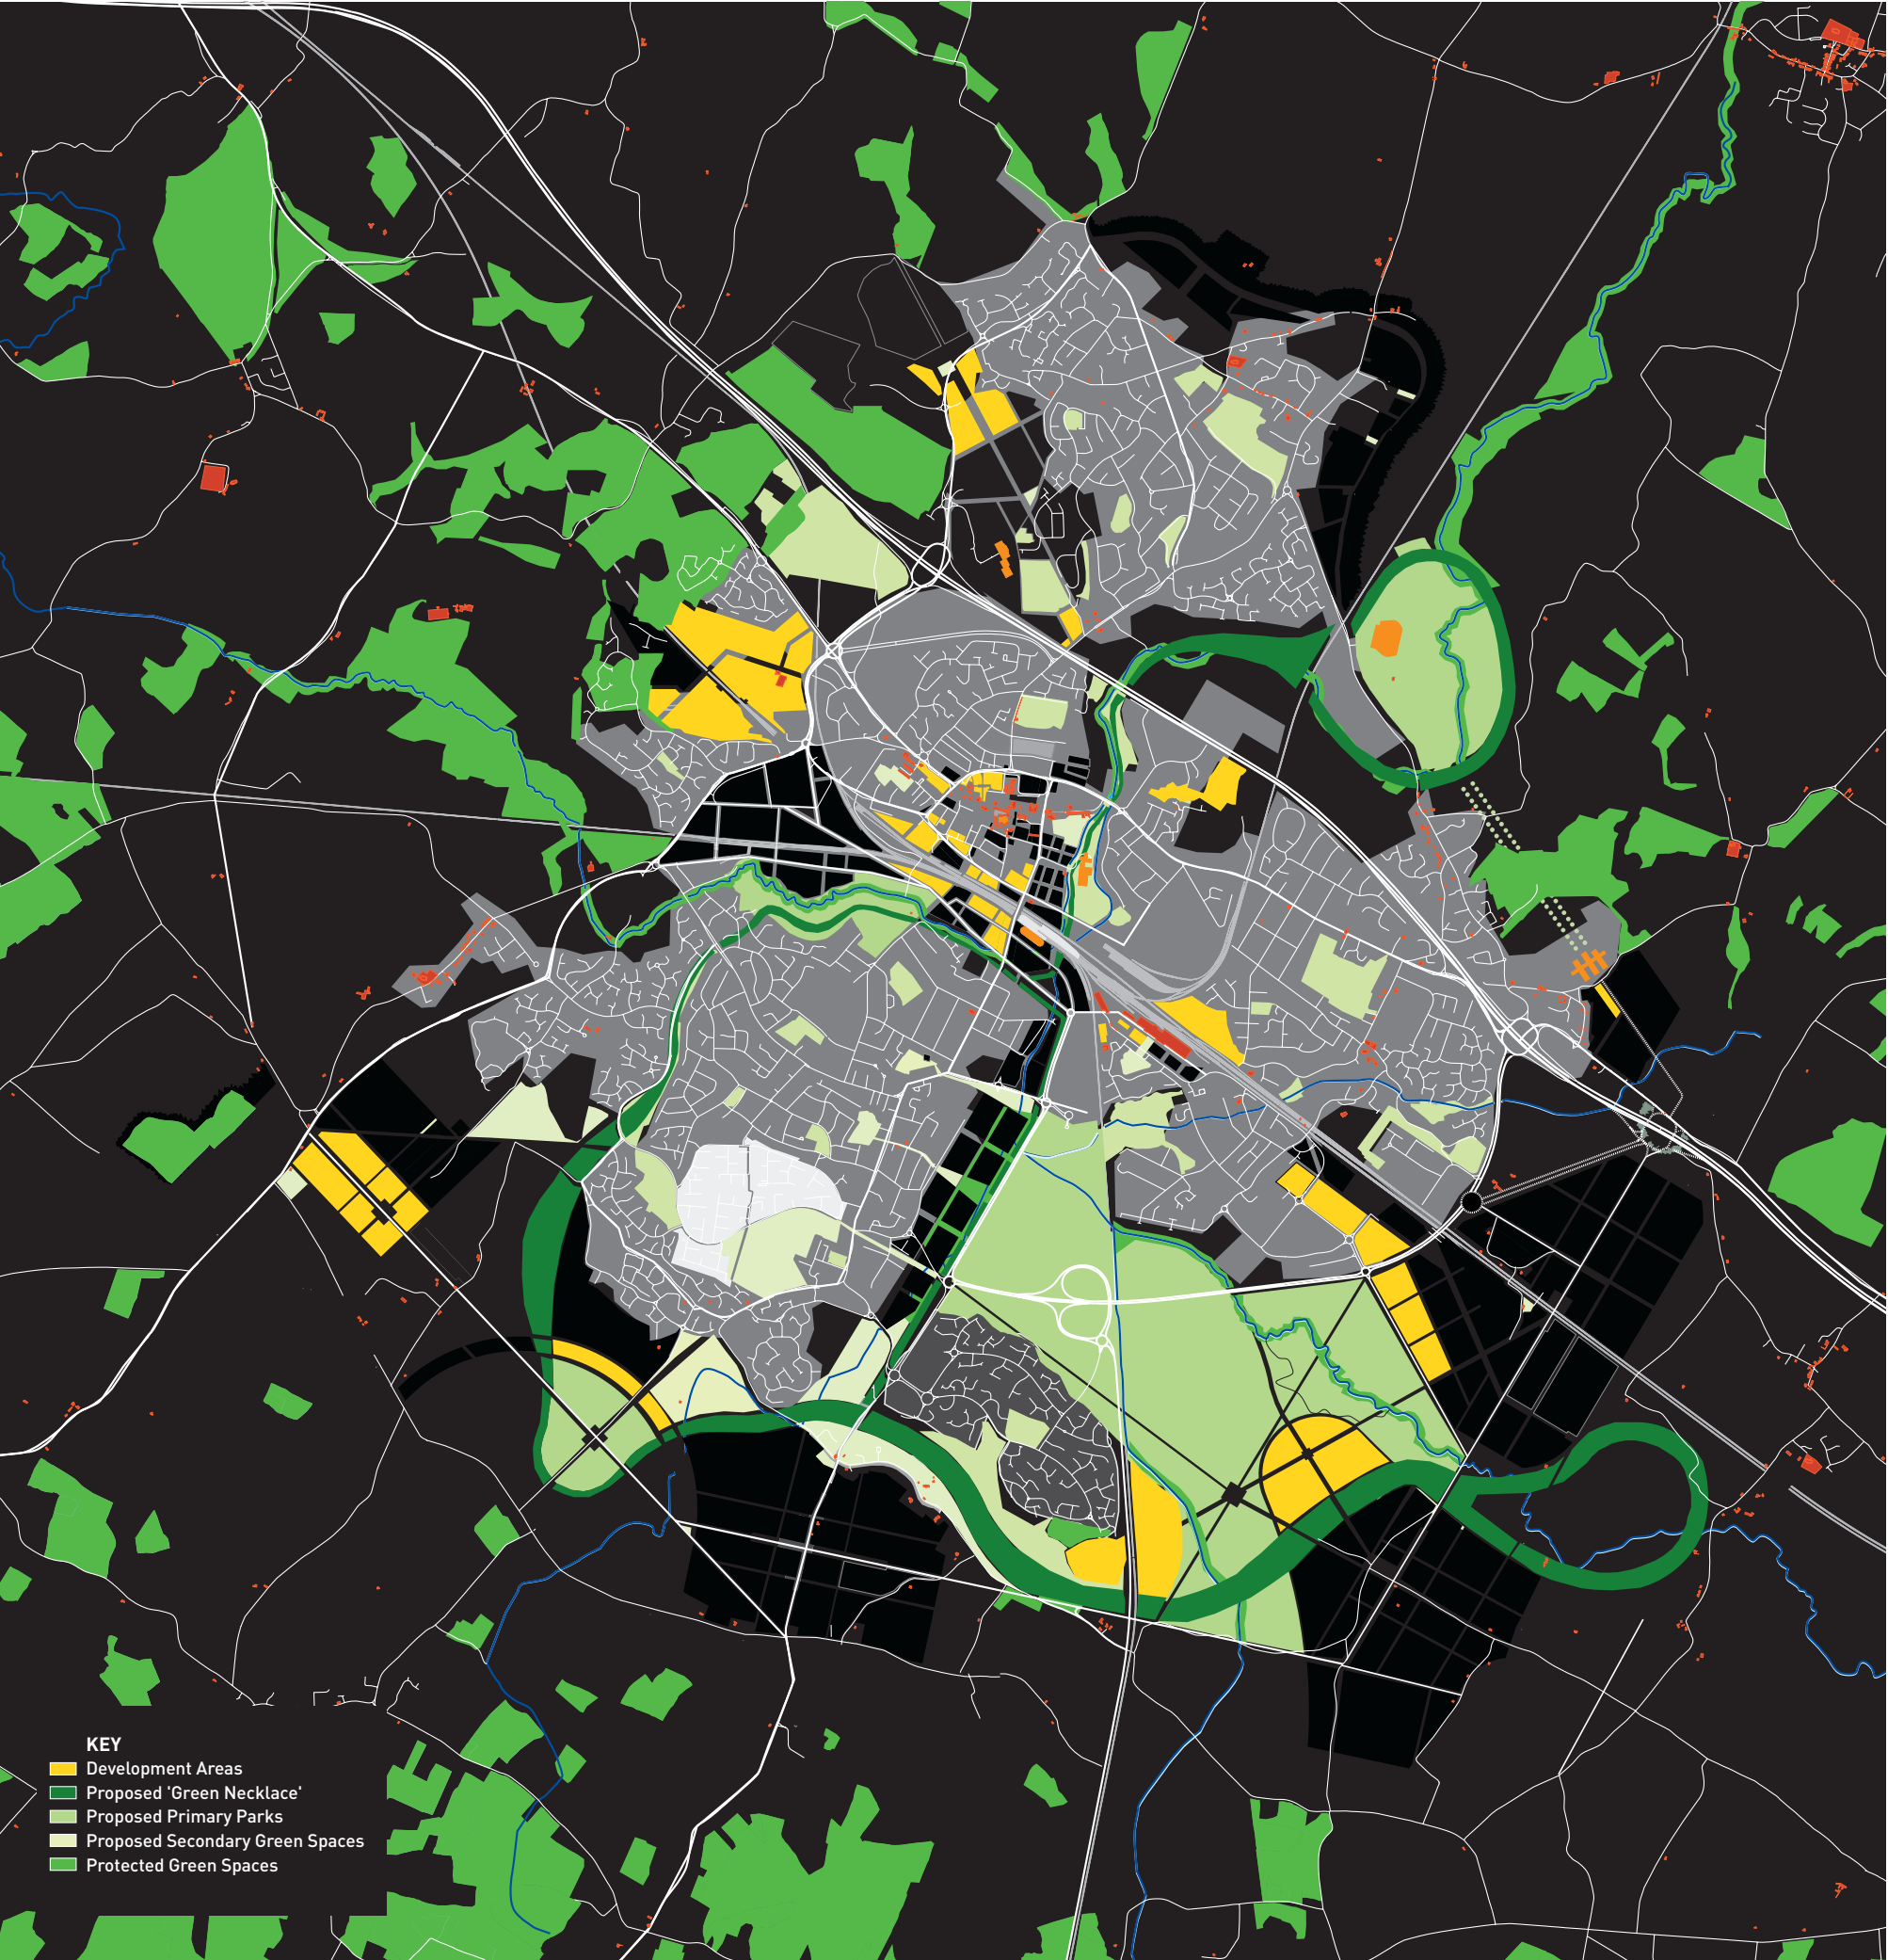 KEY
Development Areas
Proposed 'Green Necklace'
Proposed Primary Parks
Proposed Secondary Green Spaces
Protected Green Spaces